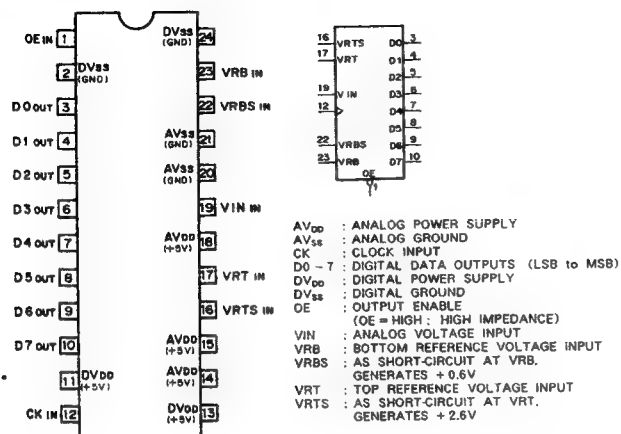 OE IN 1
2 DVss (GND)
D0 OUT 3
D1 OUT 4
D2 OUT 5
D3 OUT 6
D4 OUT 7
D5 OUT 8
D6 OUT 9
D7 OUT 10
11 DVDD (+5V)
CK IN 12
DVss (GND) 24
23 VRB IN
22 VRBS IN
AVss (GND) 21
AVss (GND) 20
19 VIN IN
AVDD (+5V) 18
17 VRT IN
16 VRTS IN
AVDD (+5V) 15
AVDD (+5V) 14
DVDD (+5V) 13
16 VRTS D0 3
17 VRT D1 4
D2 5
19 V IN D3 6
12 D4 7
D5 8
22 VRBS D6 9
23 VRB D7 10
OE
1
AVDD : ANALOG POWER SUPPLY
AVss : ANALOG GROUND
CK : CLOCK INPUT
D0 - 7 : DIGITAL DATA OUTPUTS (LSB to MSB)
DVDD : DIGITAL POWER SUPPLY
DVss : DIGITAL GROUND
OE : OUTPUT ENABLE
(OE = HIGH : HIGH IMPEDANCE)
VIN : ANALOG VOLTAGE INPUT
VRB : BOTTOM REFERENCE VOLTAGE INPUT
VRBS : AS SHORT-CIRCUIT AT VRB,
GENERATES + 0.6V
VRT : TOP REFERENCE VOLTAGE INPUT
VRTS : AS SHORT-CIRCUIT AT VRT,
GENERATES + 2.6V